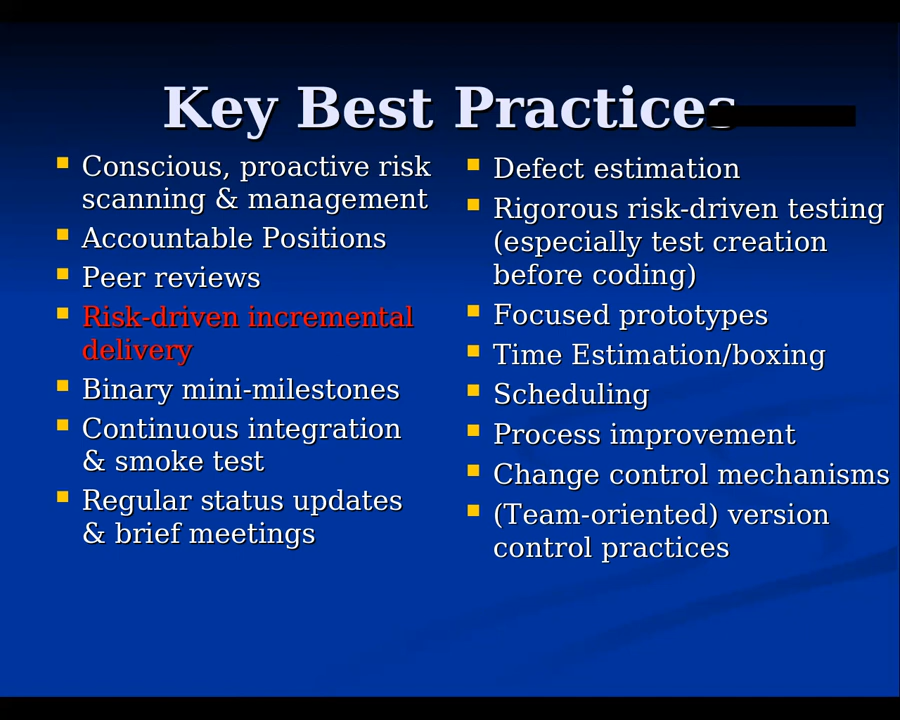 Key Best Practices
Conscious, proactive risk
scanning & management
Accountable Positions
Peer reviews
Risk-driven incremental
delivery
Binary mini-milestones
Continuous integration
& smoke test
Regular status updates
& brief meetings
Defect estimation
Rigorous risk-driven testing
(especially test creation
before coding)
Focused prototypes
Time Estimation/boxing
Scheduling
Process improvement
Change control mechanisms
(Team-oriented) version
control practices